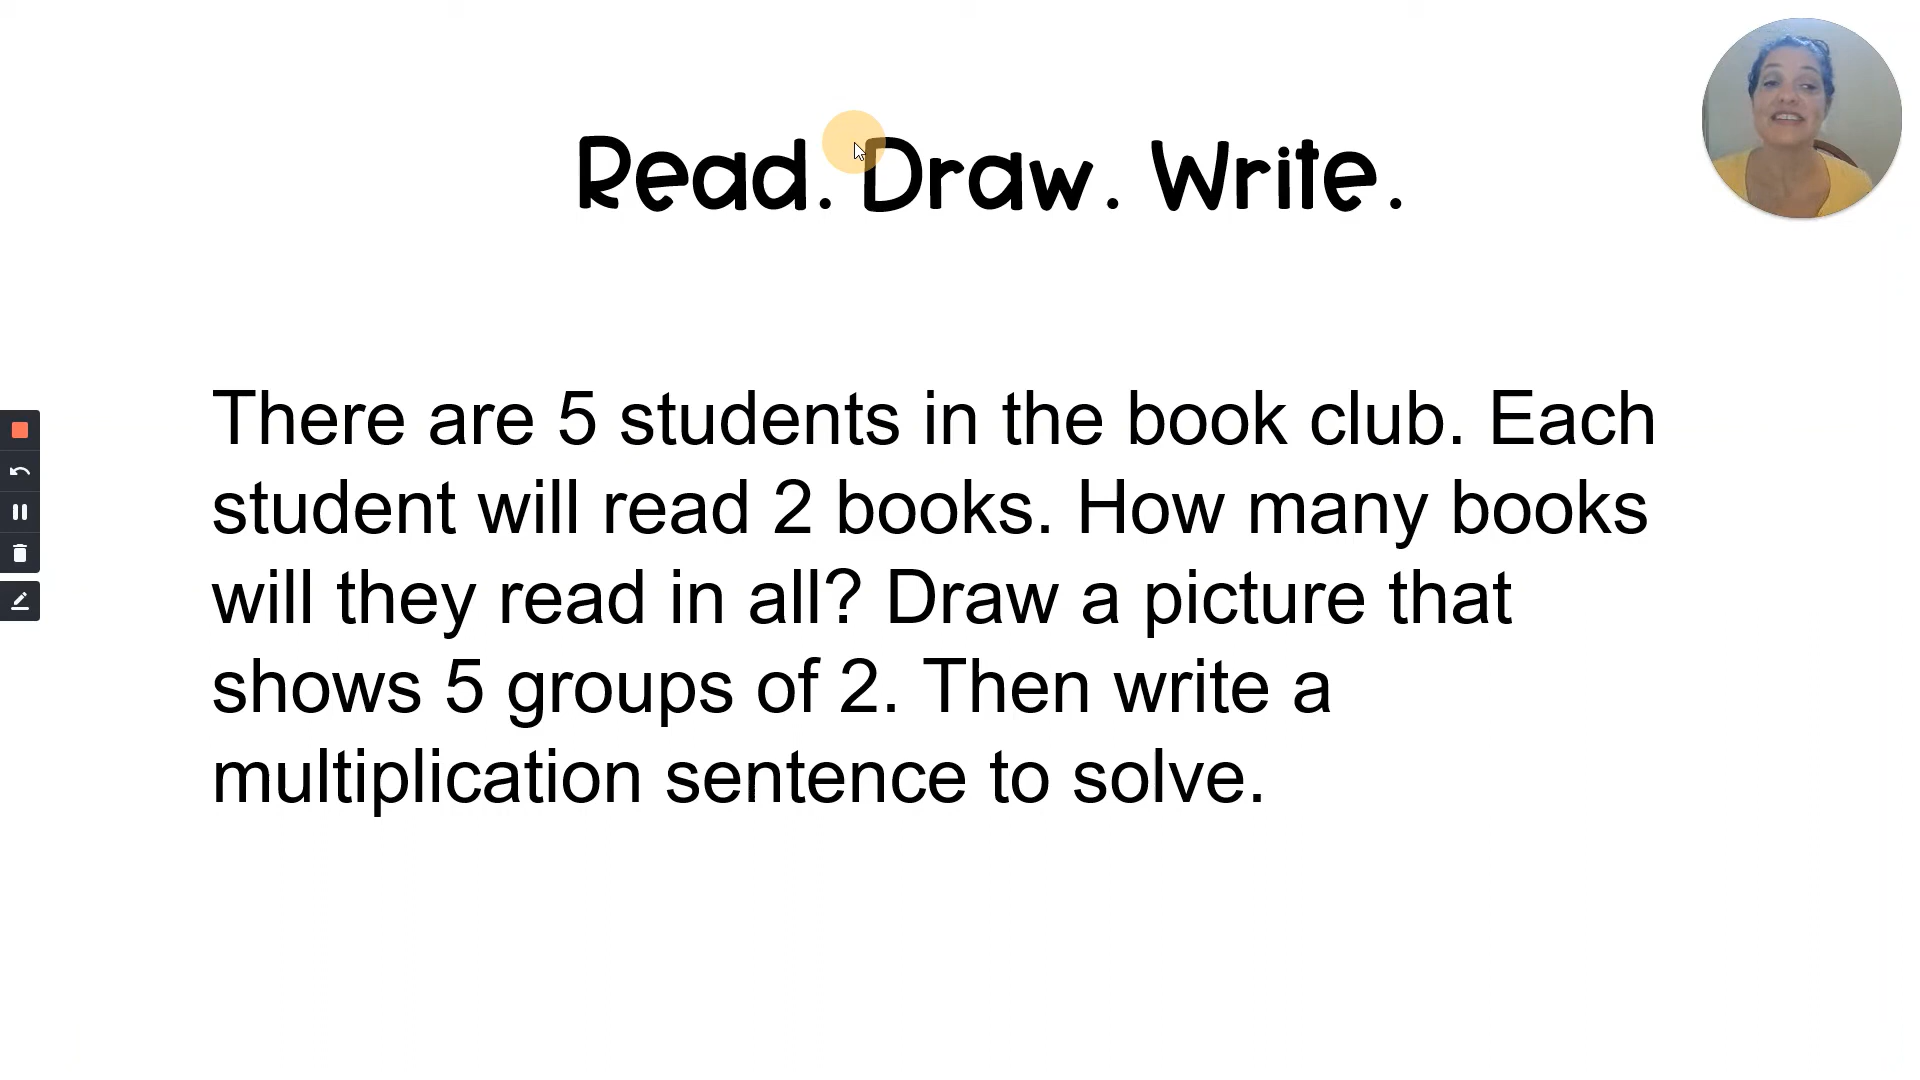 Read. Draw. Write.
There are 5 students in the book club. Each
student will read 2 books. How many books
will they read in all? Draw a picture that
shows 5 groups of 2. Then write a
multiplication sentence to solve.